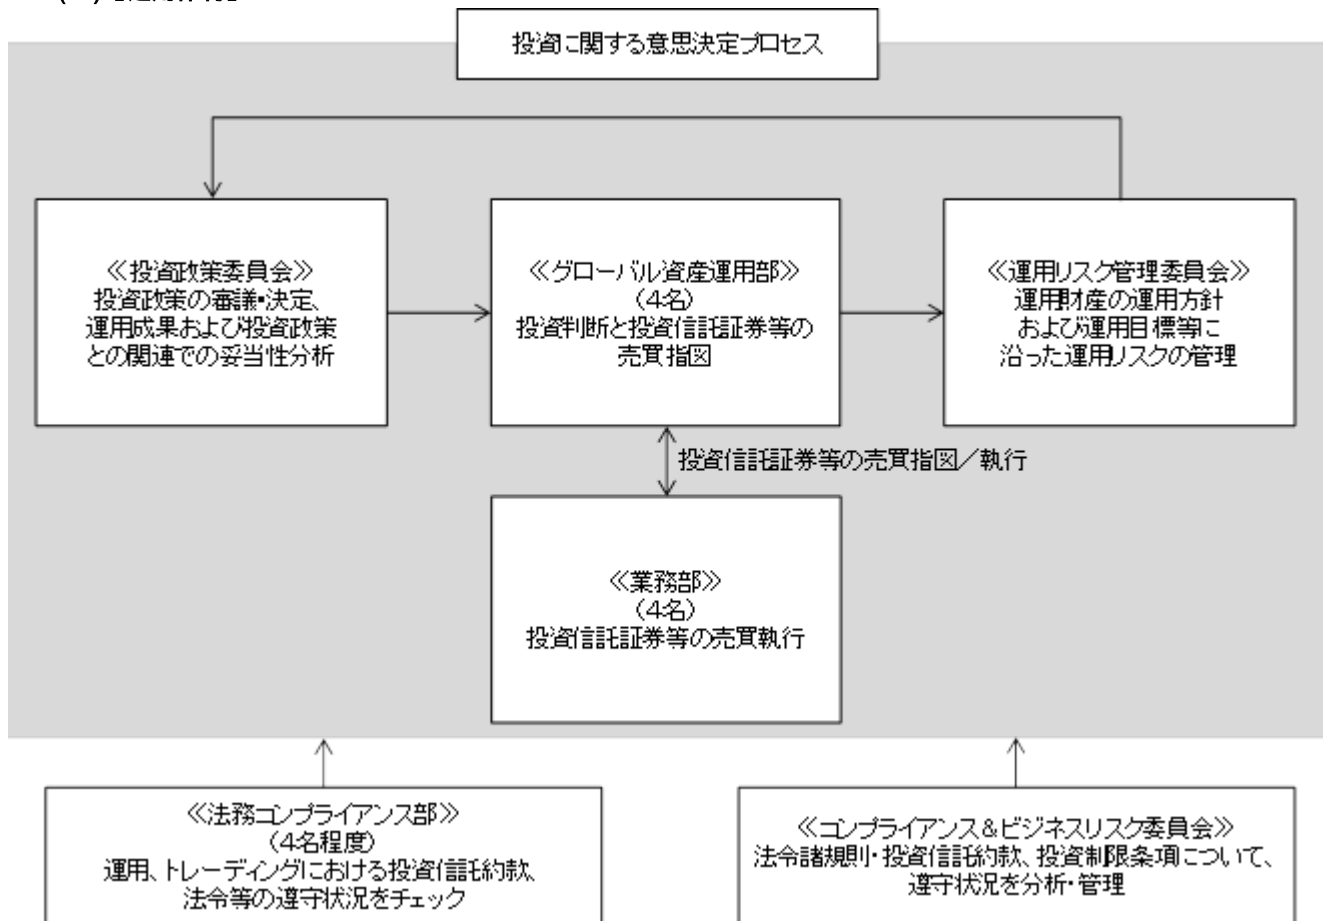 投資に関する意思決定プロセス
≪投資政策委員会≫
投資政策の審議・決定、
運用成果および投資政策
との関連での妥当性分析
≪グローバル資産運用部≫
(4名)
投資判断と投資信託証券等の
売買指図
≪運用リスク管理委員会≫
運用財産の運用方針
および運用目標等に
沿った運用リスクの管理
投資信託証券等の売買指図/執行
≪業務部≫
(4名)
投資信託証券等の売買執行
≪法務コンプライアンス部≫
(4名程度)
運用、トレーディングにおける投資信託約款、
法令等の遵守状況をチェック
≪コンプライアンス&ビジネスリスク委員会≫
法令諸規則・投資信託約款、投資制限条項について、
遵守状況を分析・管理